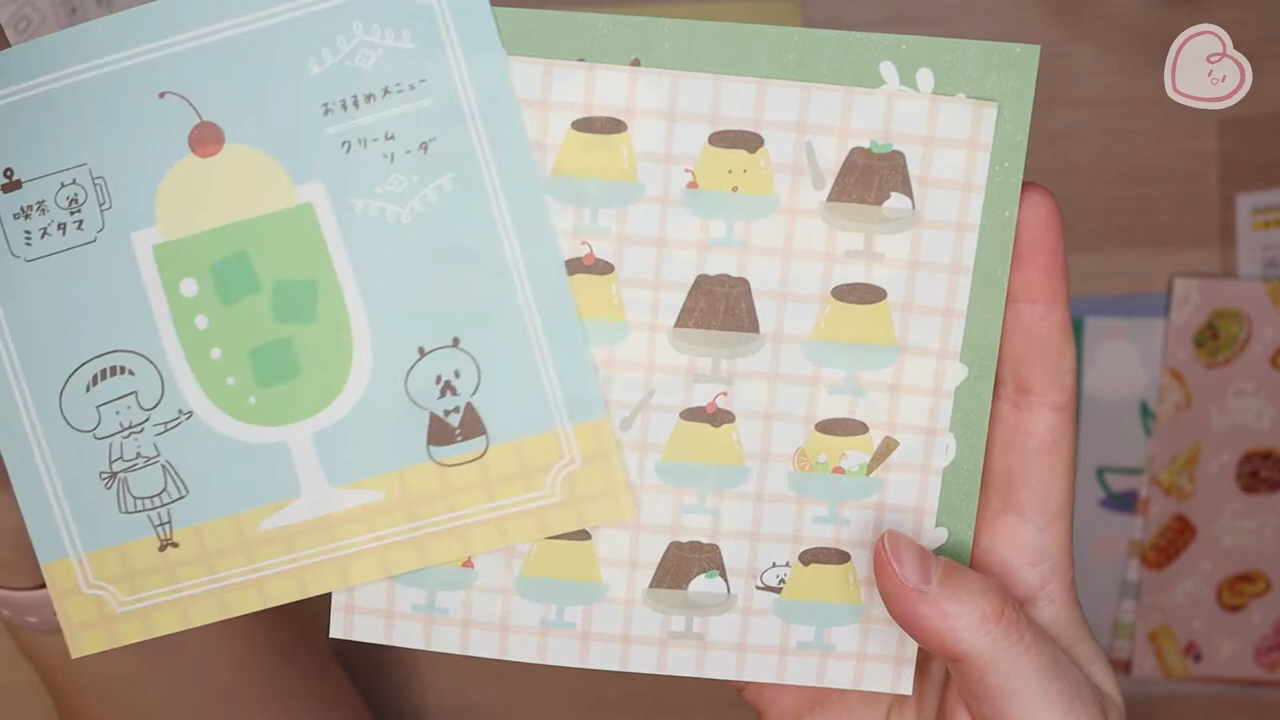 おすすめメニュー
クリーム
ソーダ
喫茶
ミズタマ